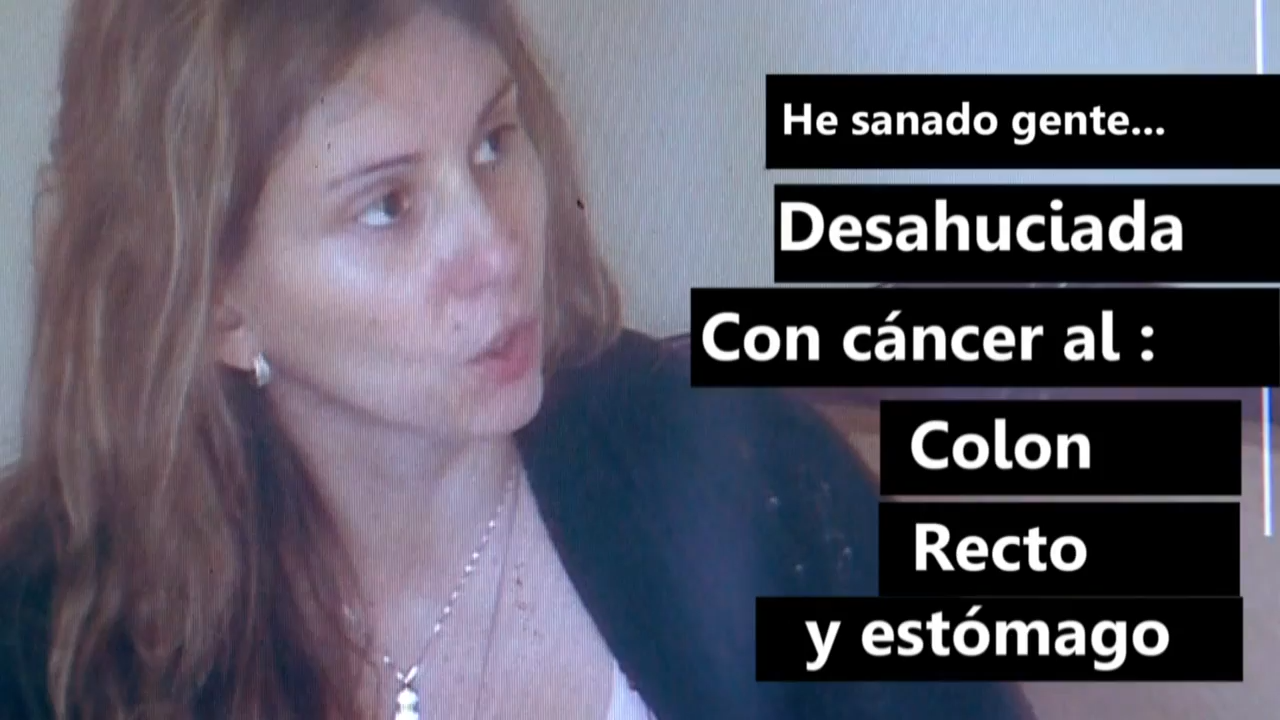 He sanado gente...
Desahuciada
Con cáncer al :
Colon
Recto
y estómago